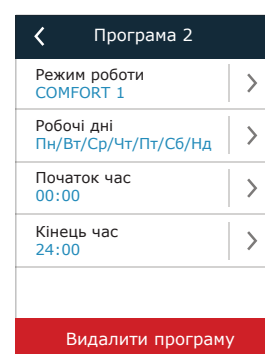 Програма 2
Режим роботи
COMFORT 1
Робочі дні
Пн/Вт/Ср/Чт/Пт/Сб/Нд
Початок час
00:00
Кінець час
24:00
Видалити програму